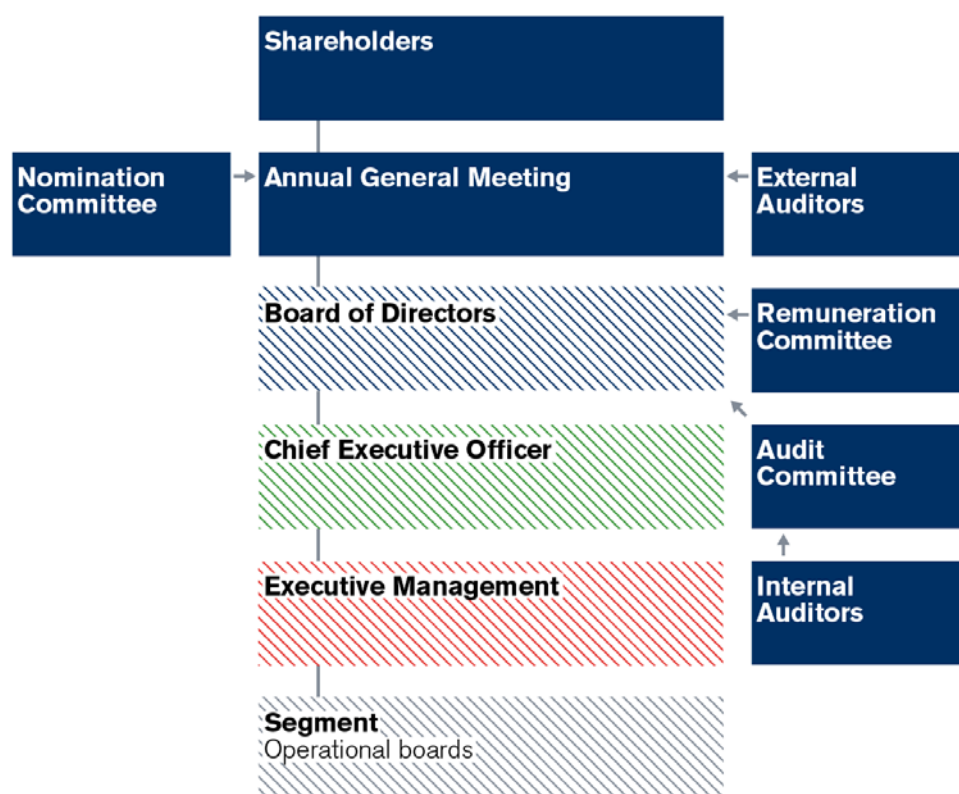 Shareholders
Nomination
Committee
Annual General Meeting
External
Auditors
Board of Directors
Remuneration
Committee
Chief Executive Officer
Audit
Committee
Executive Management
Internal
Auditors
Segment
Operational boards